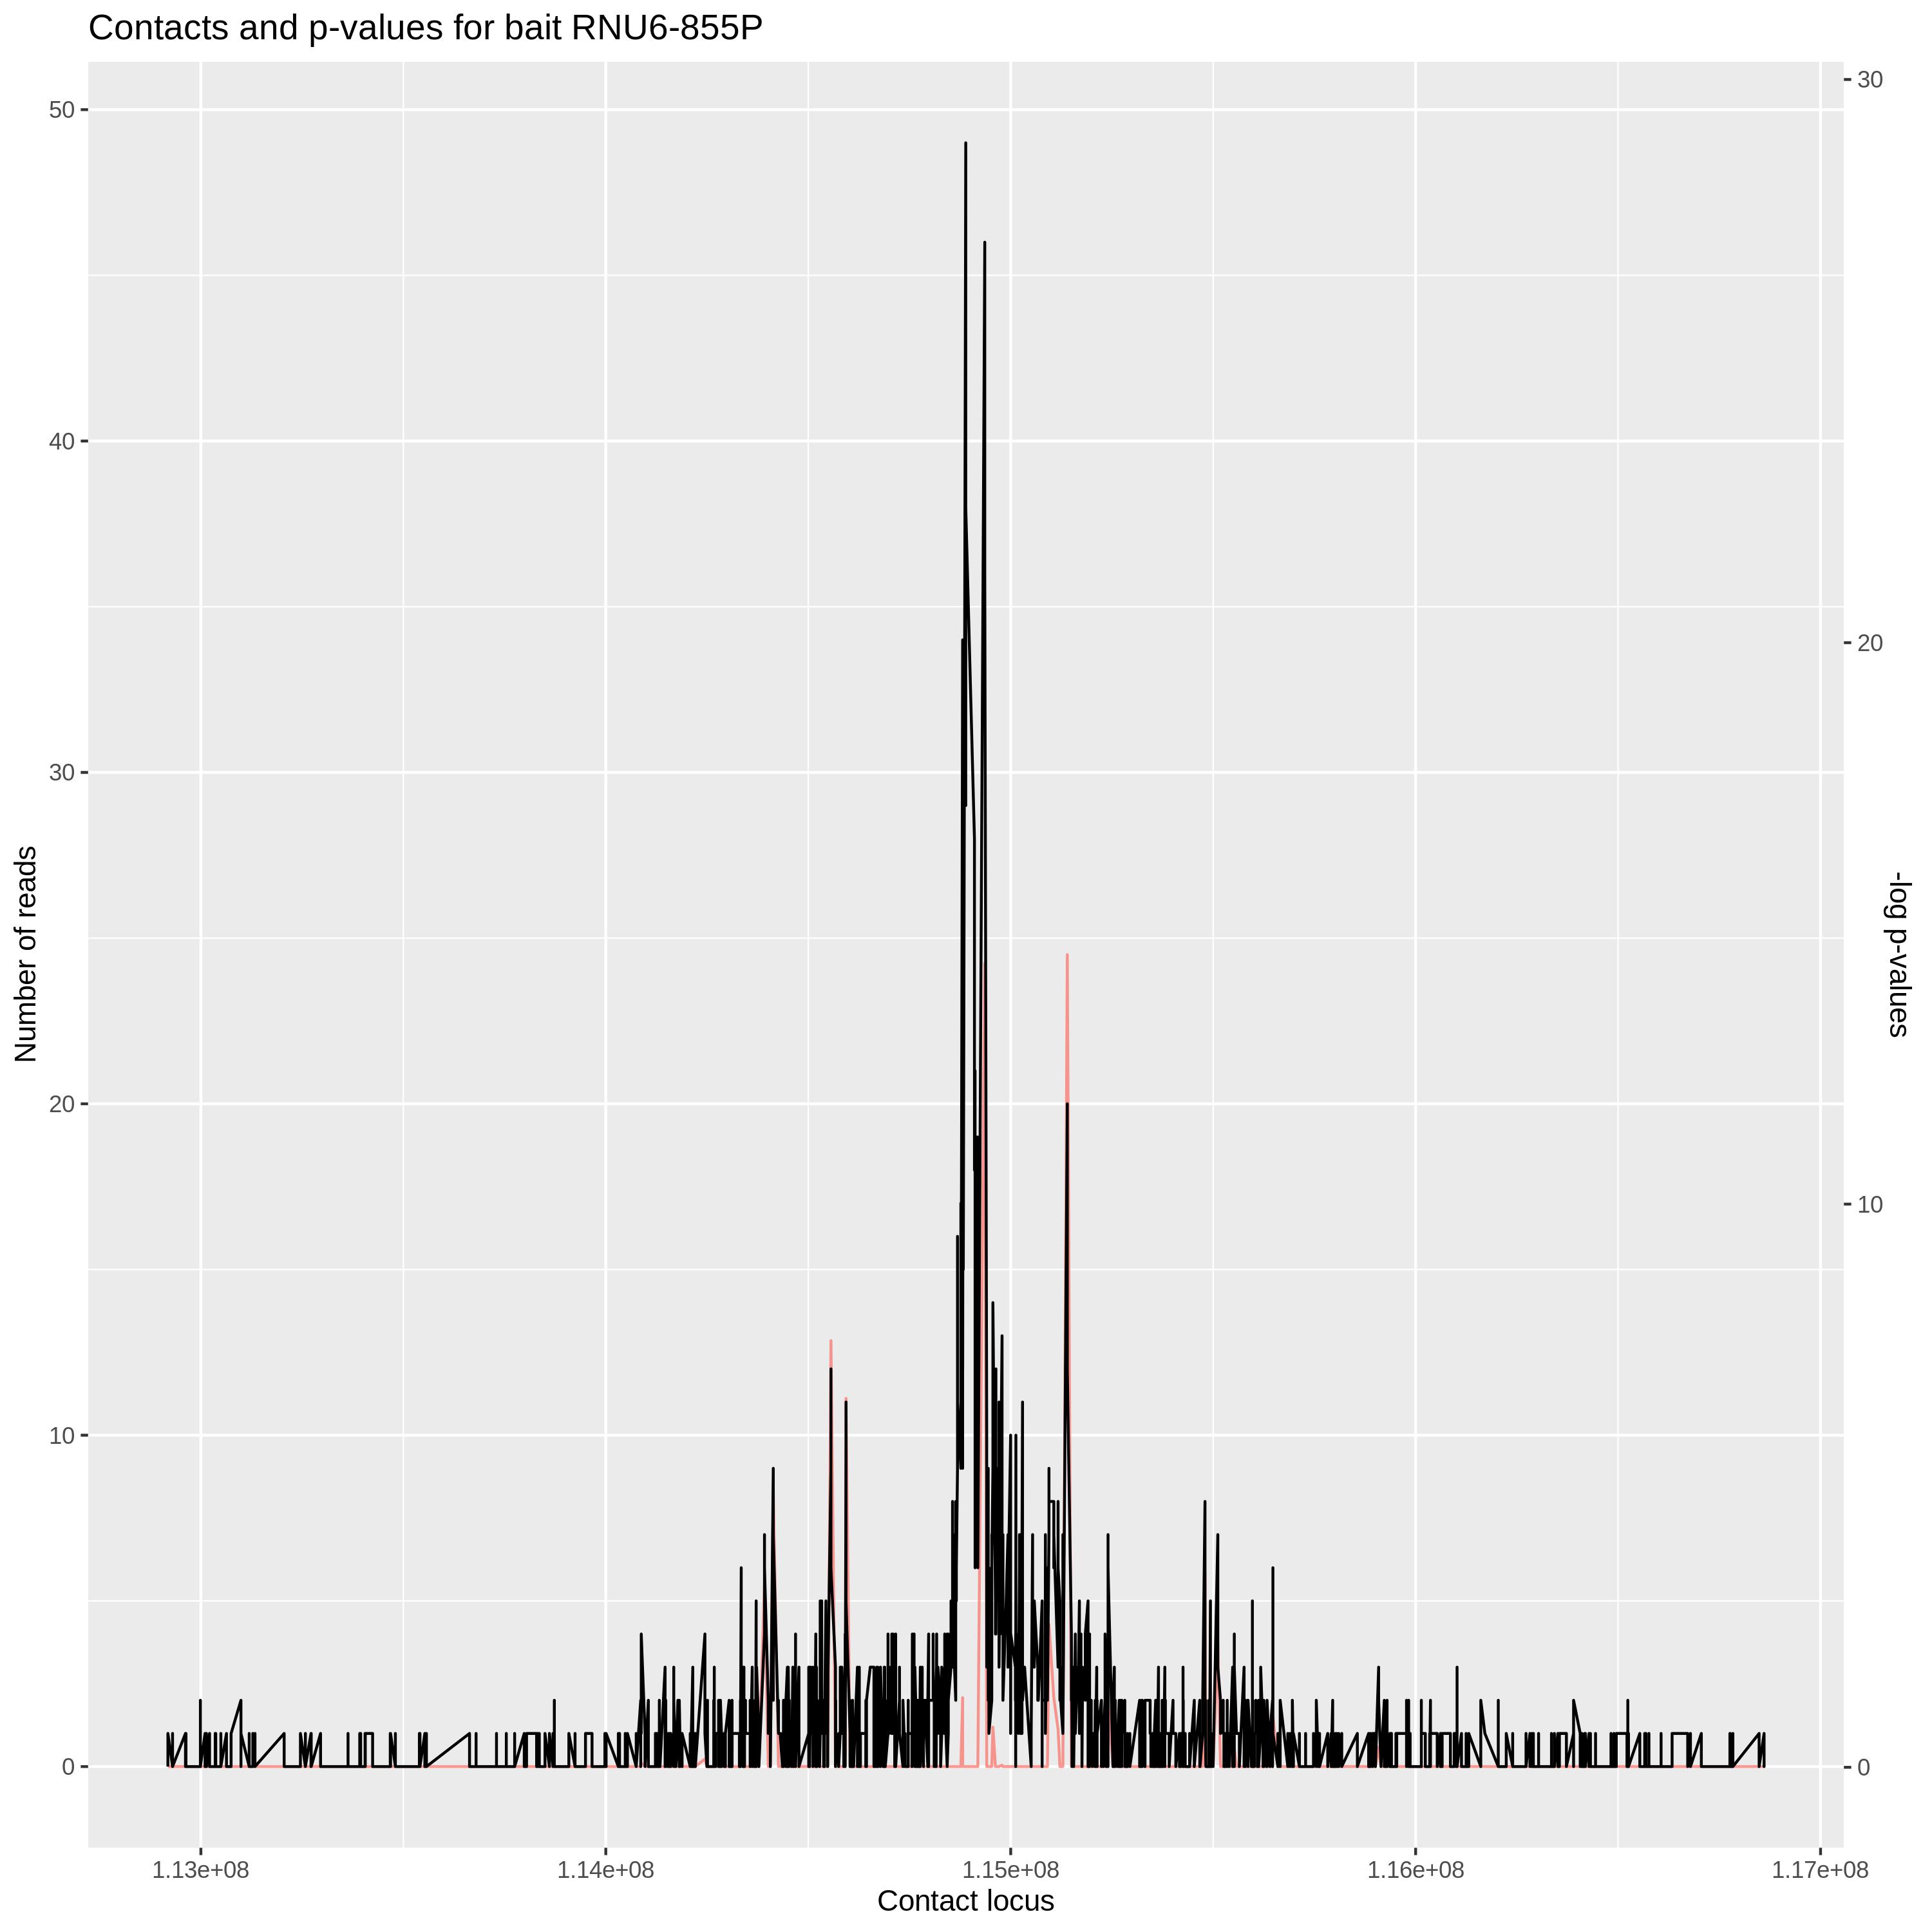 Contacts and p-values for bait RNU6-855P
50
40
30
20
10
0
Number of reads
30
20
10
0
-log p-values
1.13e+08
1.14e+08
1.15e+08
1.16e+08
1.17e+08
Contact locus